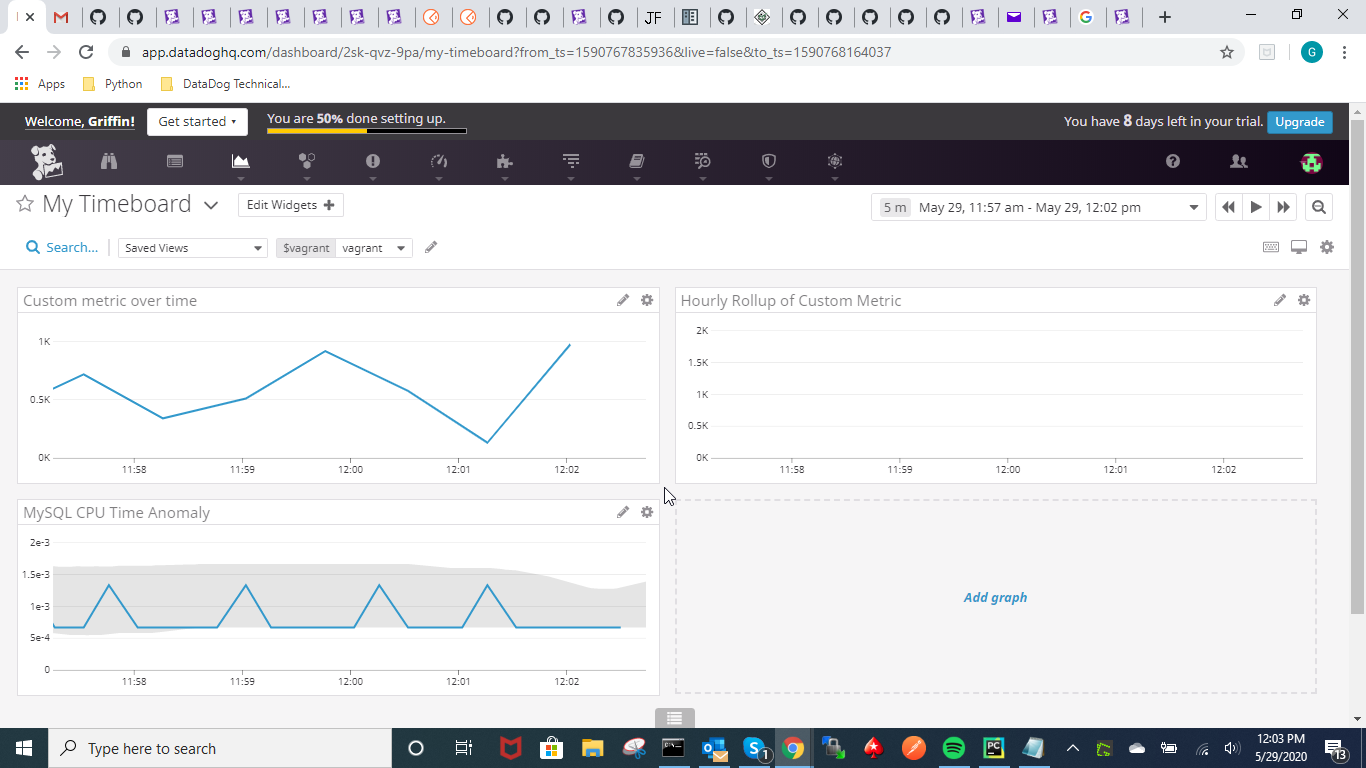 JF
G
app.datadoghq.com/dashboard/2sk-qvz-9pa/my-timeboard?from_ts=1590767835936&live=false&to_ts=1590768164037
G
Apps
Python
DataDog Technical...
Welcome, Griffin!
Get started
You are 50% done setting up.
You have 8 days left in your trial.
Upgrade
My Timeboard
Edit Widgets
5 m
May 29, 11:57 am - May 29, 12:02 pm
Search...
Saved Views
$vagrant
vagrant
Custom metric over time
1K
0.5K
0K
11:58
11:59
12:00
12:01
12:02
Hourly Rollup of Custom Metric
2K
1.5K
1K
0.5K
0K
11:58
11:59
12:00
12:01
12:02
MySQL CPU Time Anomaly
2e-3
1.5e-3
1e-3
5e-4
0
11:58
11:59
12:00
12:01
12:02
Add graph
Type here to search
1
PC
12:03 PM
5/29/2020
13